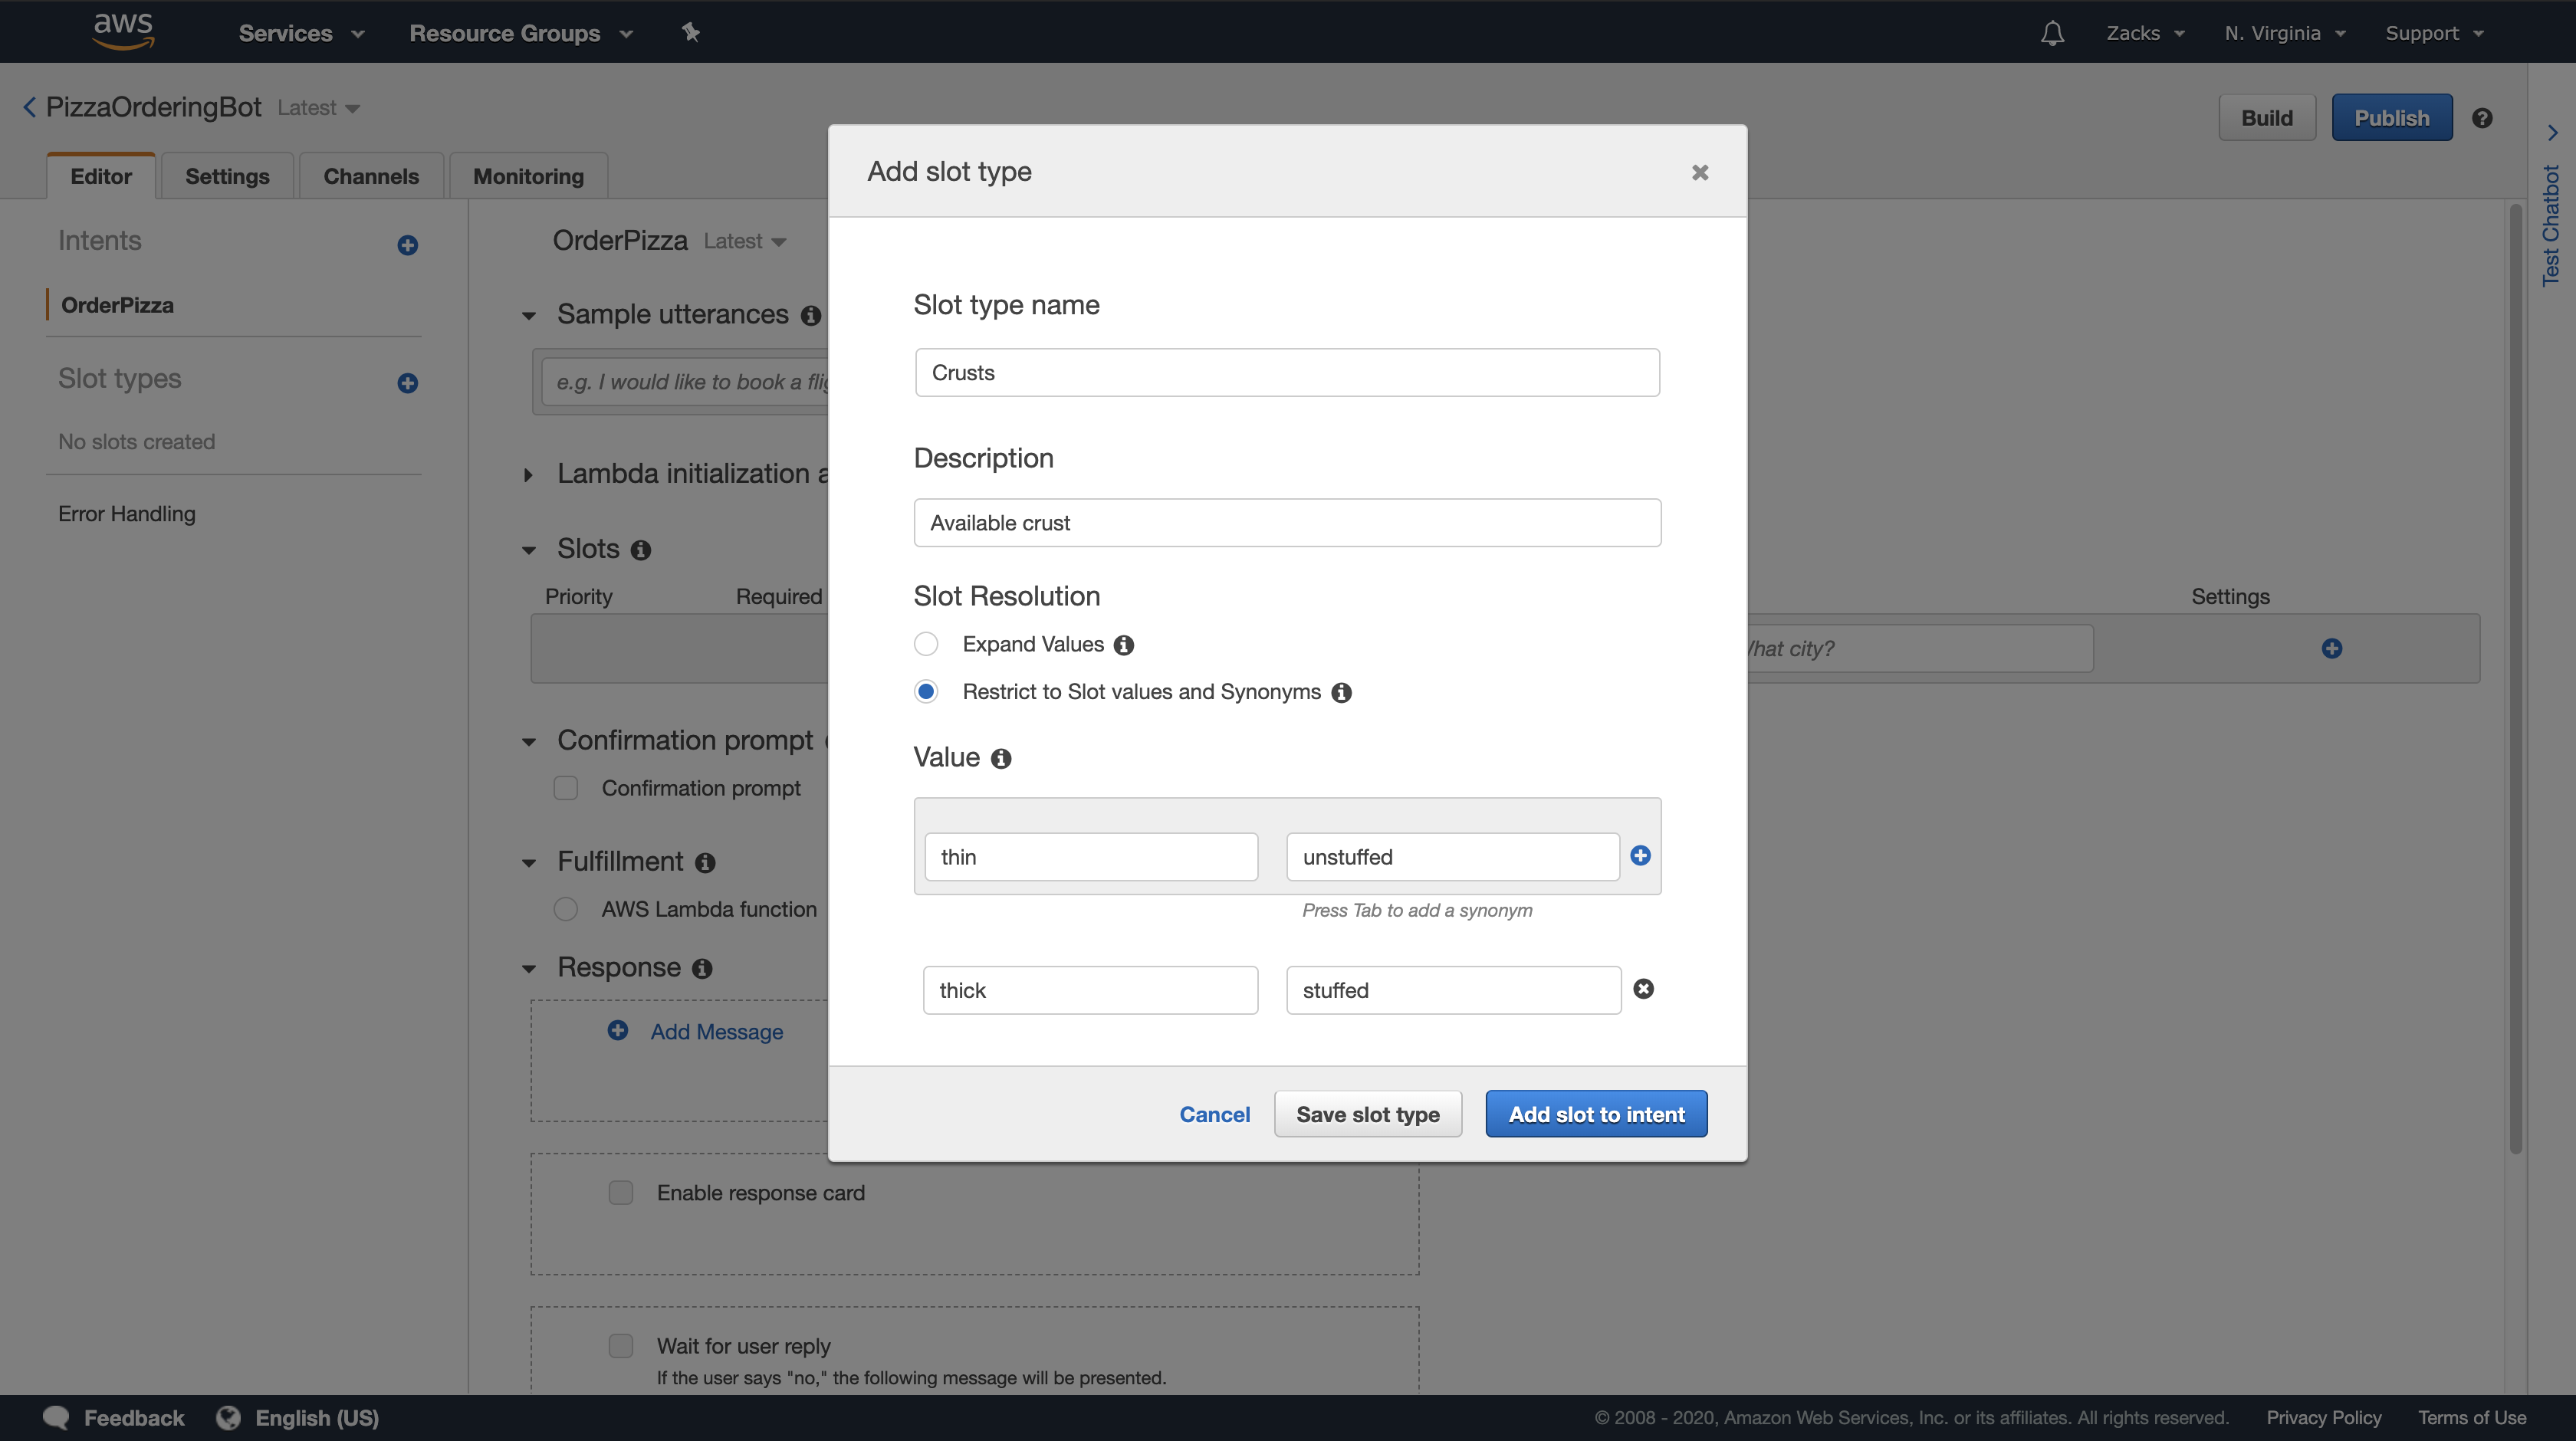 aws Services Resource Groups Zacks N. Virginia Support
PizzaOrderingBot Latest
Build Publish
Editor Settings Channels Monitoring
Test Chatbot
Intents
OrderPizza
Slot types
No slots created
Error Handling
OrderPizza Latest
Sample utterances
e.g. I would like to book a
Lambda initialization
Slots
Priority Required Settings
city?
Confirmation prompt
Confirmation prompt
Fulfillment
AWS Lambda function
Response
Add Message
Enable response card
Wait for user reply
If the user says "no," the following message will be presented.
Add slot type
Slot type name
Crusts
Description
Available crust
Slot Resolution
Expand Values
Restrict to Slot values and Synonyms
Value
thin unstuffed
Press Tab to add a synonym
thick stuffed
Cancel Save slot type Add slot to intent
Feedback English (US) © 2008 - 2020, Amazon Web Services, Inc. or its affiliates. All rights reserved. Privacy Policy Terms of Use